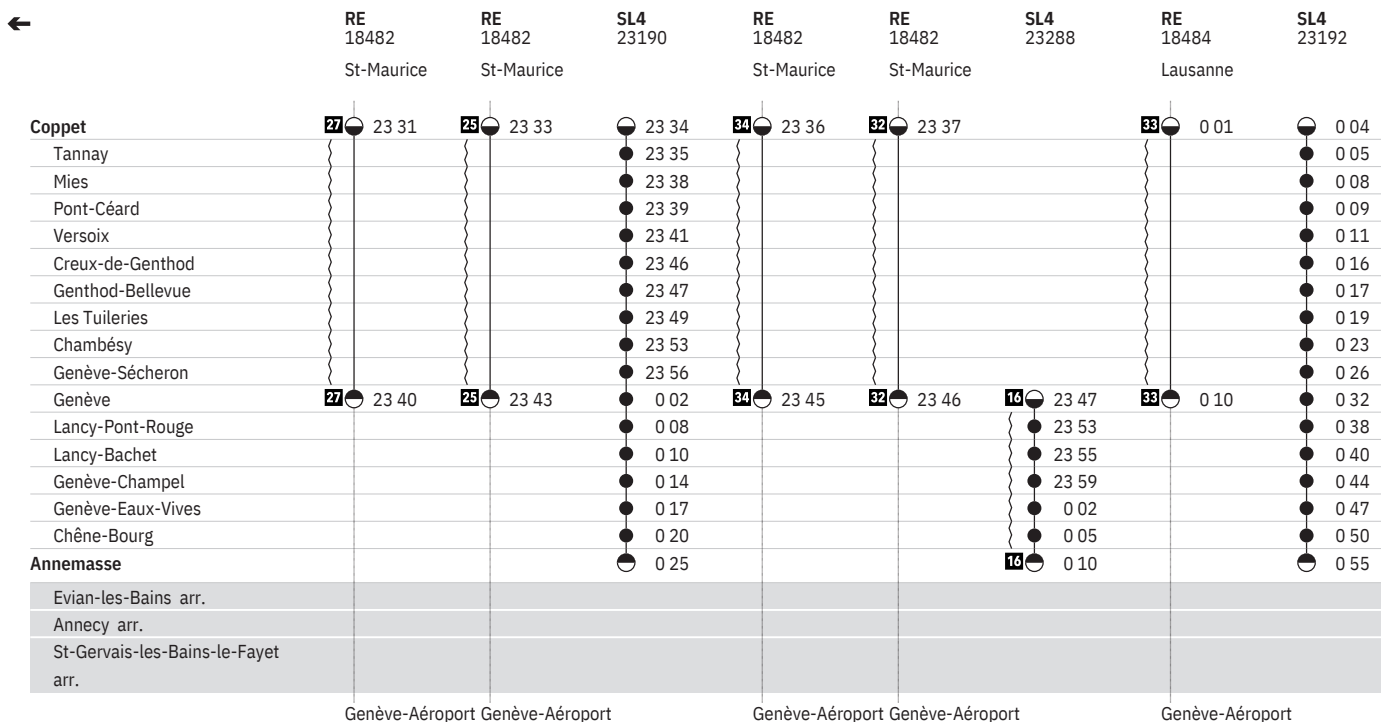 RE RE SL4 RE RE SL4 RE SL4
18482 18482 23190 18482 18482 23288 18484 23192
St-Maurice St-Maurice St-Maurice St-Maurice Lausanne
Coppet 27 23 31 25 23 33 23 34 34 23 36 32 23 37 33 0 01 0 04
Tannay 23 35 0 05
Mies 23 38 0 08
Pont-Céard 23 39 0 09
Versoix 23 41 0 11
Creux-de-Genthod 23 46 0 16
Genthod-Bellevue 23 47 0 17
Les Tuileries 23 49 0 19
Chambésy 23 53 0 23
Genève-Sécheron 23 56 0 26
Genève 27 23 40 25 23 43 0 02 34 23 45 32 23 46 16 23 47 33 0 10 0 32
Lancy-Pont-Rouge 0 08 23 53 0 38
Lancy-Bachet 0 10 23 55 0 40
Genève-Champel 0 14 23 59 0 44
Genève-Eaux-Vives 0 17 0 02 0 47
Chêne-Bourg 0 20 0 05 0 50
Annemasse 0 25 16 0 10 0 55
Evian-les-Bains arr.
Annecy arr.
St-Gervais-les-Bains-le-Fayet
arr.
Genève-Aéroport Genève-Aéroport Genève-Aéroport Genève-Aéroport Genève-Aéroport